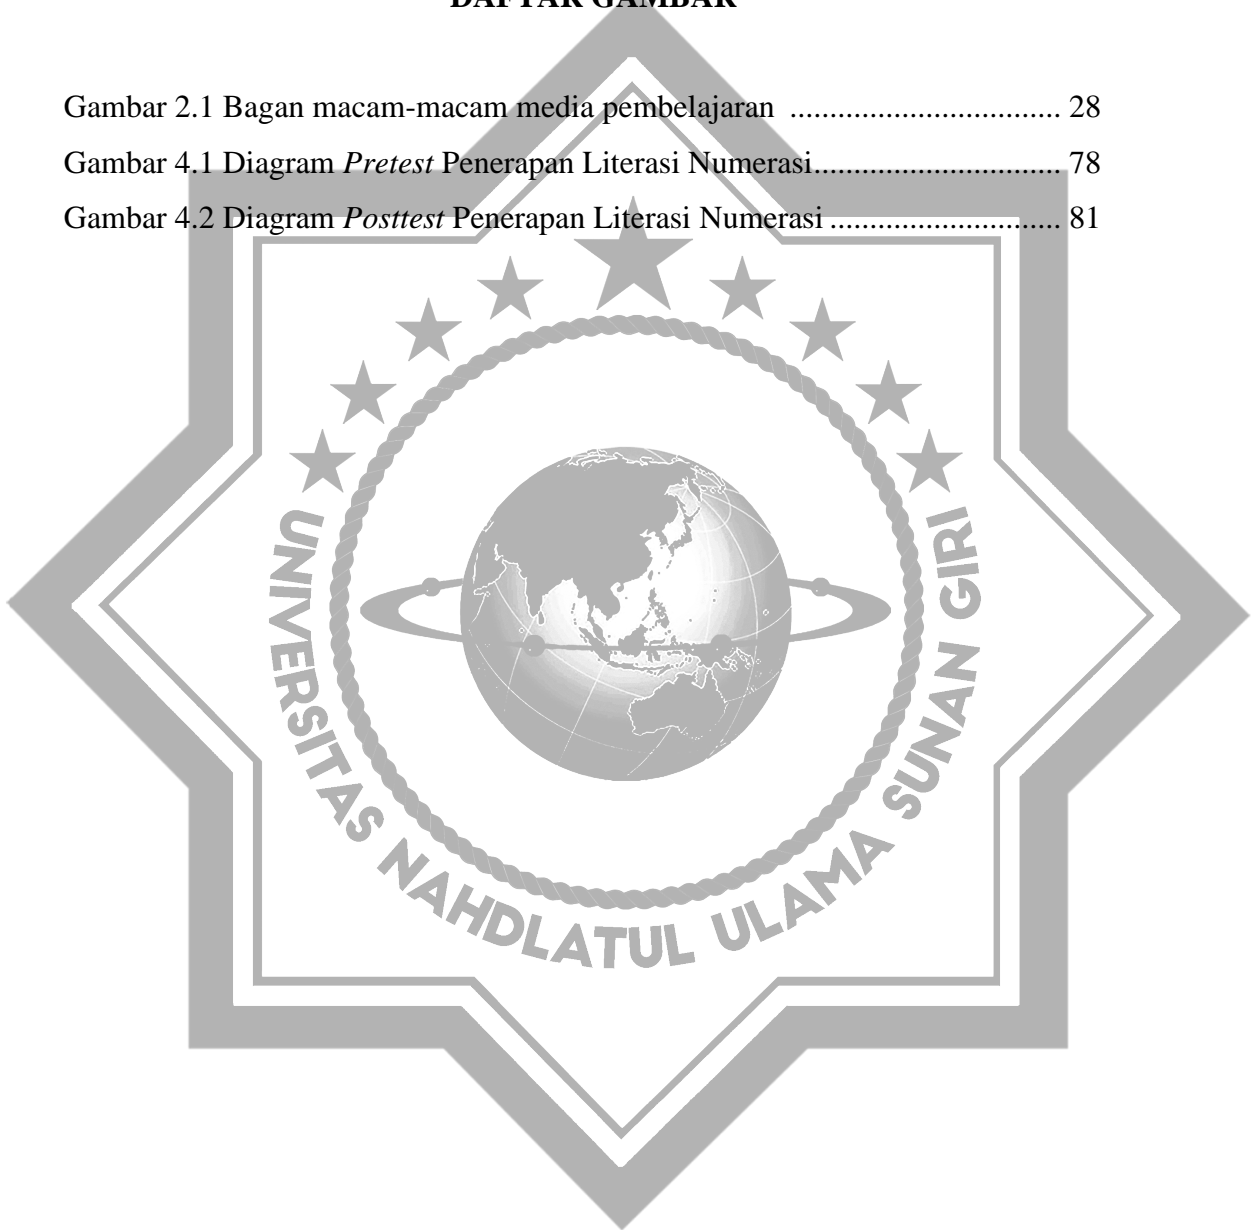 DAFTAR GAMBAR
Gambar 2.1 Bagan macam-macam media pembelajaran .................................. 28
Gambar 4.1 Diagram Pretest Penerapan Literasi Numerasi............................... 78
Gambar 4.2 Diagram Posttest Penerapan Literasi Numerasi ............................. 81
UNIVERSITAS NAHDLATUL ULAMA SUNAN GIRI